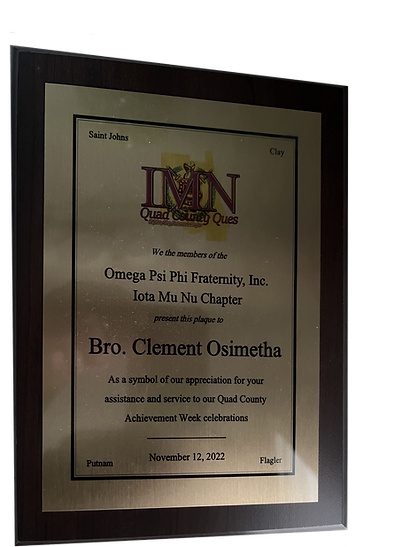 Saint Johns
Clay
IMN
Quad County Ques
We the members of the
Omega Psi Phi Fraternity, Inc.
Iota Mu Nu Chapter
present this plaque to
Bro. Clement Osimetha
As a symbol of our appreciation for your
assistance and service to our Quad County
Achievement Week celebrations
November 12, 2022
Putnam
Flagler